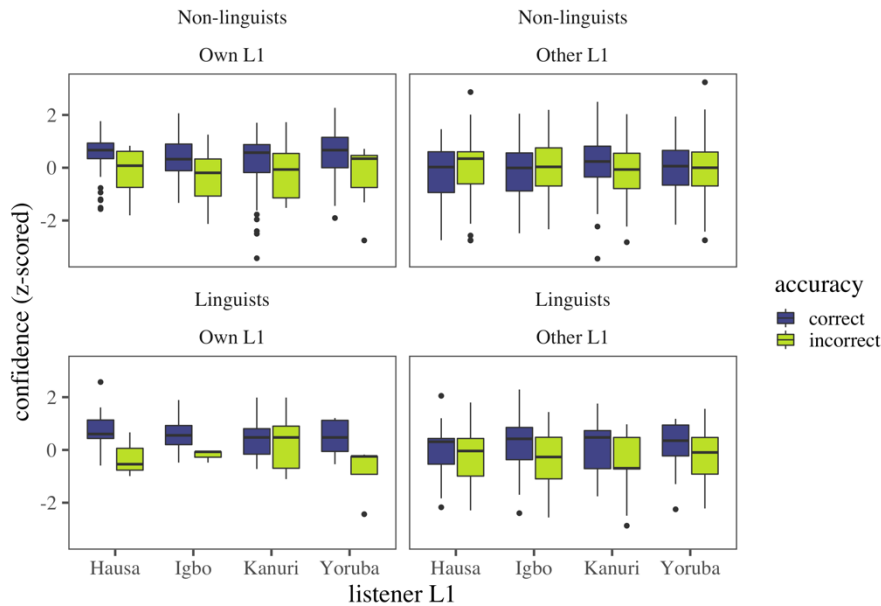 Non-linguists
Non-linguists
Own L1
Other L1
2
0
-2
confidence (z-scored)
accuracy
correct
incorrect
Linguists
Linguists
Own L1
Other L1
2
0
-2
Hausa Igbo Kanuri Yoruba
Hausa Igbo Kanuri Yoruba
listener L1